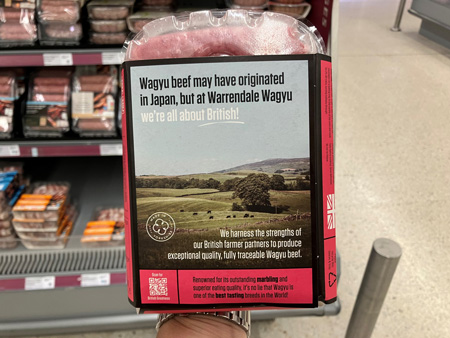 Wagyu beef may have originated
in Japan, but at Warrendale Wagyu
we're all about British!
We harness the strengths of
our British farmer partners to produce
exceptional quality, fully traceable Wagyu beef.
Renowned for its outstanding marbling and
superior eating quality, it's no lie that Wagyu is
one of the best tasting breeds in the World!